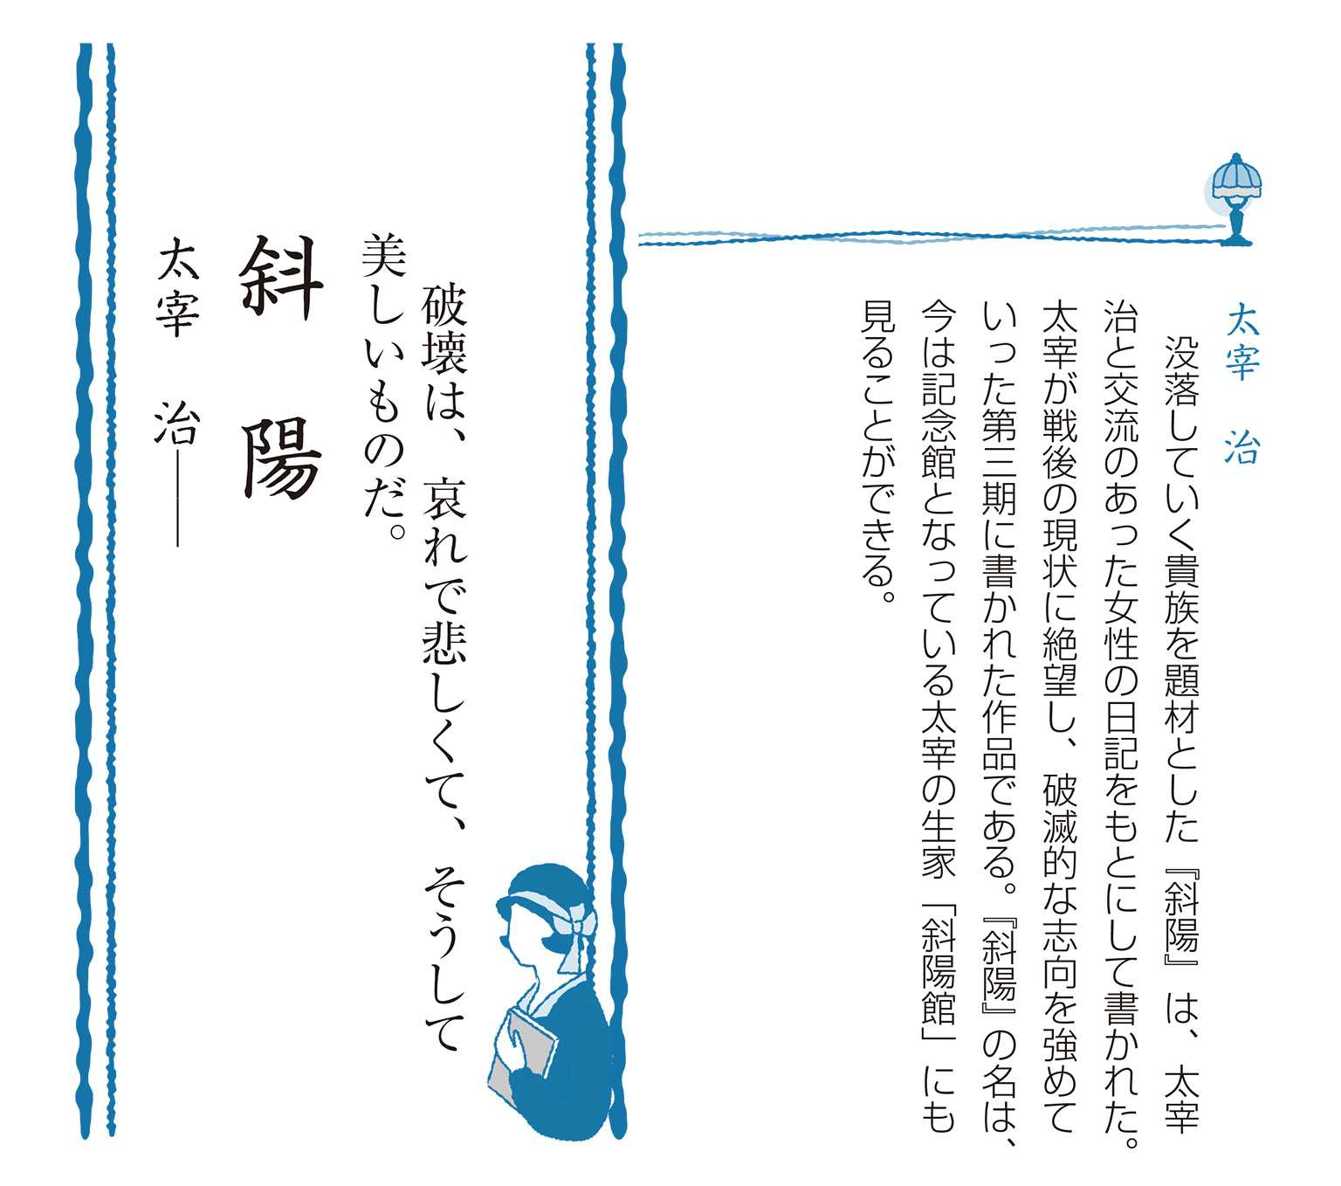 太宰　治
没落していく貴族を題材とした『斜陽』は、太宰
治と交流のあった女性の日記をもとにして書かれた。
太宰が戦後の現状に絶望し、破滅的な志向を強めて
いった第三期に書かれた作品である。『斜陽』の名は、
今は記念館となっている太宰の生家「斜陽館」にも
見ることができる。
破壊は、哀れで悲しくて、そうして
美しいものだ。
斜　陽
太宰　治――